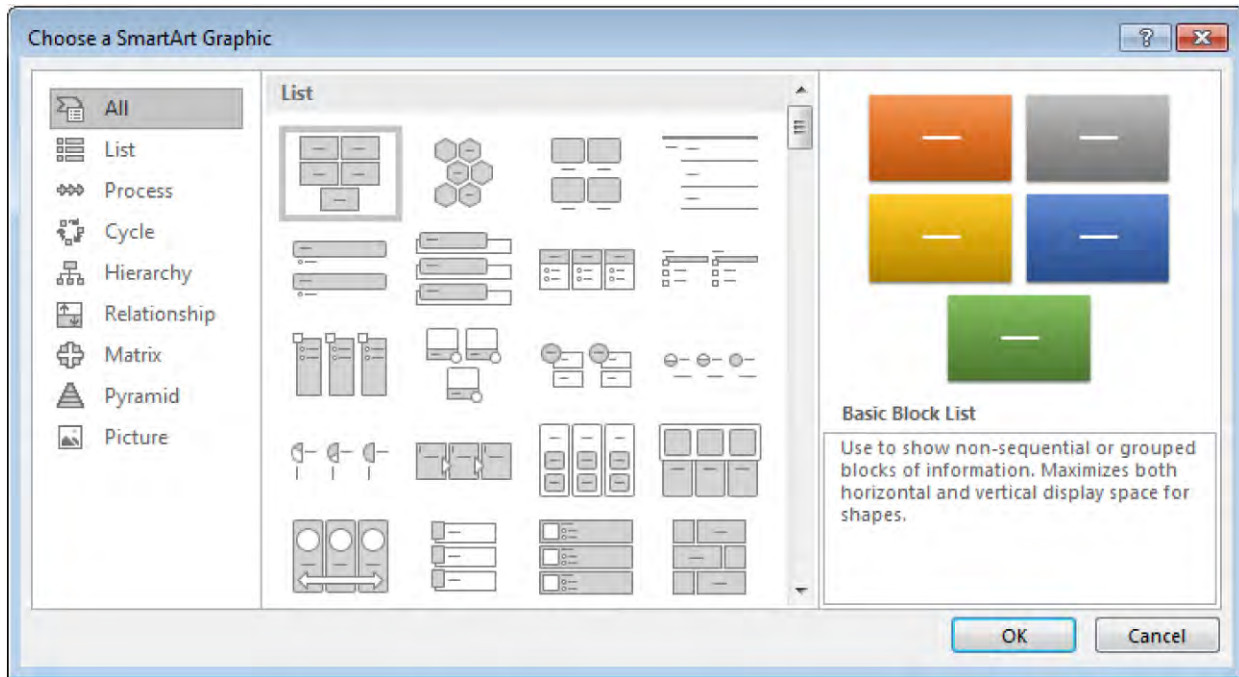 Choose a SmartArt Graphic
?
All
List
Process
Cycle
Hierarchy
Relationship
Matrix
Pyramid
Picture
List
Basic Block List
Use to show non-sequential or grouped
blocks of information. Maximizes both
horizontal and vertical display space for
shapes.
OK
Cancel